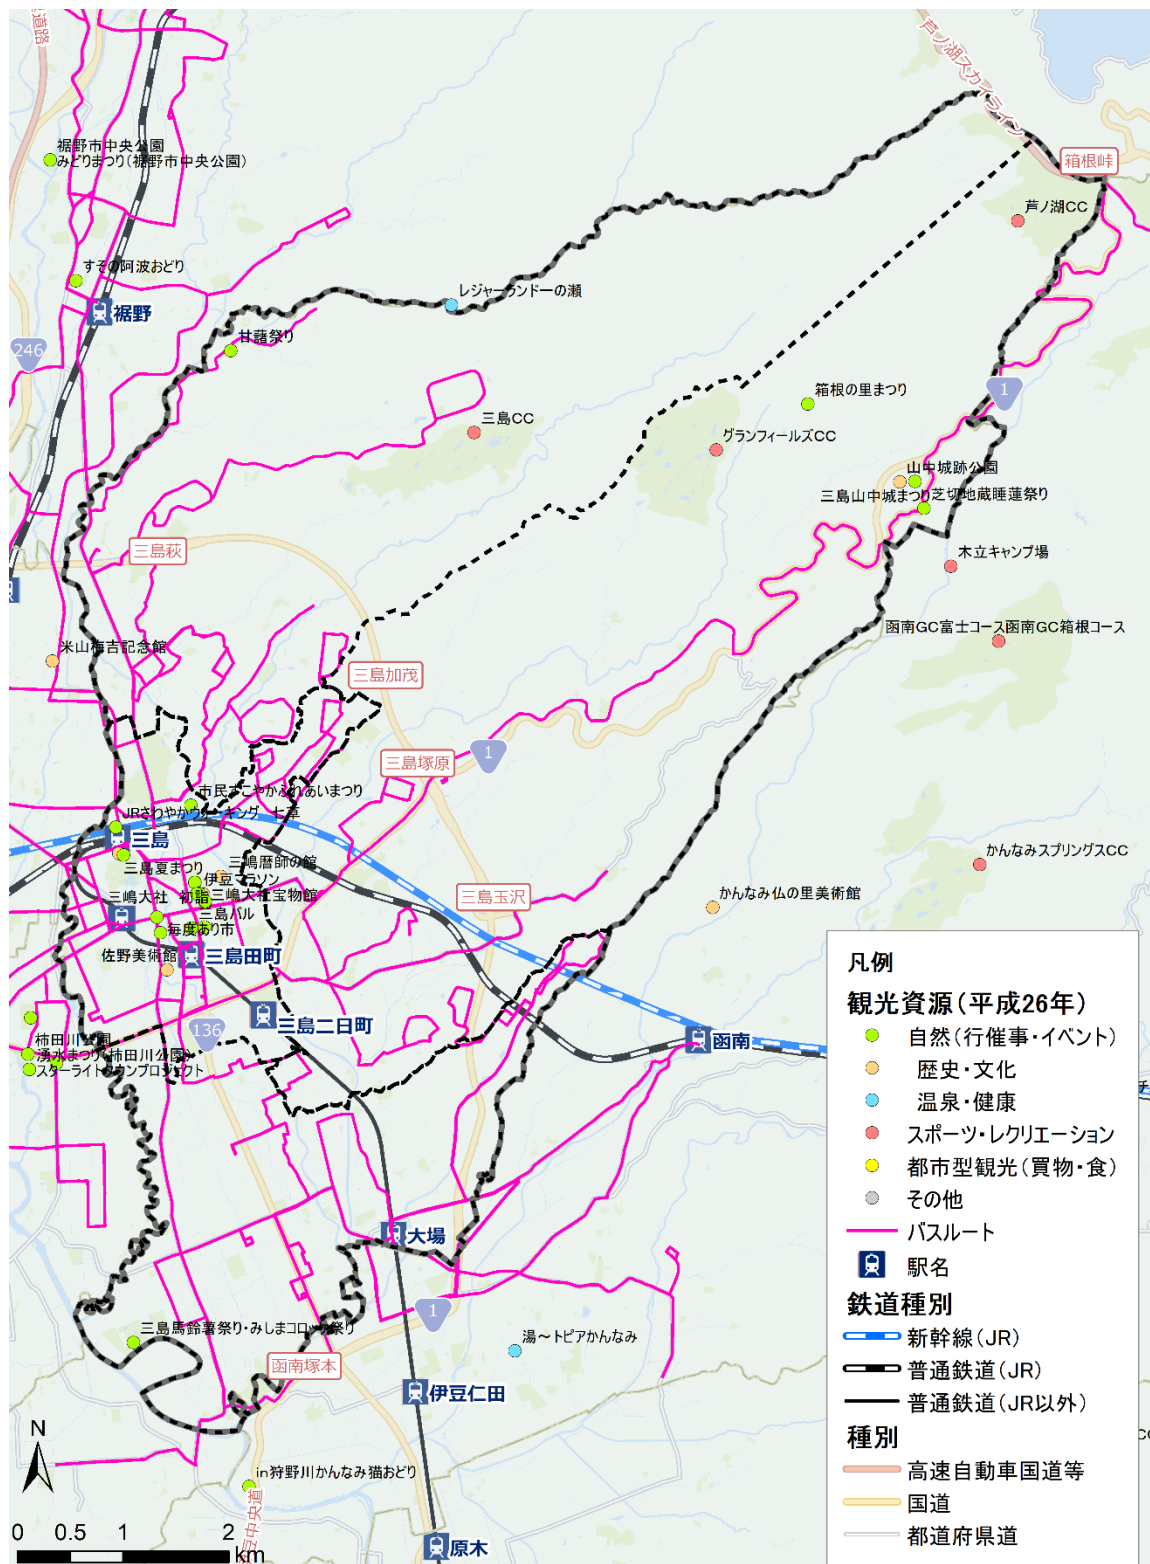 芦ノ湖スカイライン
道路
箱根峠
裾野市中央公園
みどりまつり(裾野市中央公園)
芦ノ湖CC
すその阿波おどり
レジャーランド一の瀬
裾野
246
甘藷祭り
1
箱根の里まつり
三島CC
グランフィールズCC
山中城跡公園
三島山中城まつり
芝切地蔵睡蓮祭り
三島萩
木立キャンプ場
函南GC富士コース
函南GC箱根コース
米山梅吉記念館
三島加茂
三島塚原
1
市民すこやかふれあいまつり
JRさわやかウォーキング 七草
三島
三島夏まつり
三嶋暦師の館
伊豆マラソン
三嶋大社 初詣
三嶋大社宝物館
三島玉沢
かんなみスプリングスCC
かんなみ仏の里美術館
三島バル
毎度あり市
佐野美術館
三島田町
三島二日町
136
函南
柿田川公園
湧水まつり(柿田川公園)
スターライトタウンプロジェクト
大場
1
三島馬鈴薯祭り・みしまコロッケ祭り
湯～トピアかんなみ
函南塚本
伊豆仁田
in狩野川かんなみ猫おどり
豆中央道
原木
N
0 0.5 1 2
km
凡例
観光資源(平成26年)
自然(行催事・イベント)
歴史・文化
温泉・健康
スポーツ・レクリエーション
都市型観光(買物・食)
その他
バスルート
駅名
鉄道種別
新幹線(JR)
普通鉄道(JR)
普通鉄道(JR以外)
種別
高速自動車国道等
国道
都道府県道